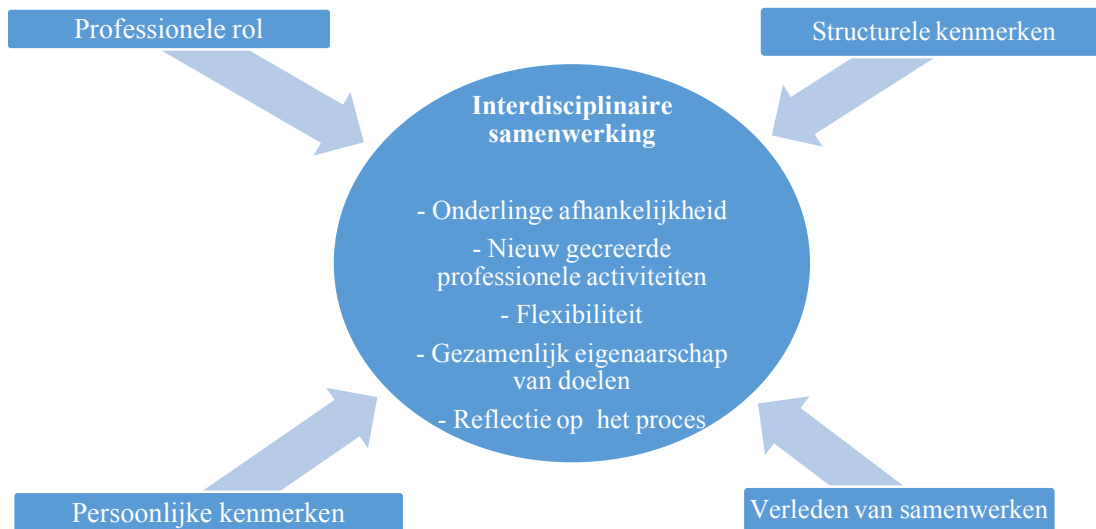 Professionele rol
Structurele kenmerken
Interdisciplinaire
samenwerking
- Onderlinge afhankelijkheid
- Nieuw gecreerde
professionele activiteiten
- Flexibiliteit
- Gezamenlijk eigenaarschap
van doelen
- Reflectie op het proces
Persoonlijke kenmerken
Verleden van samenwerken